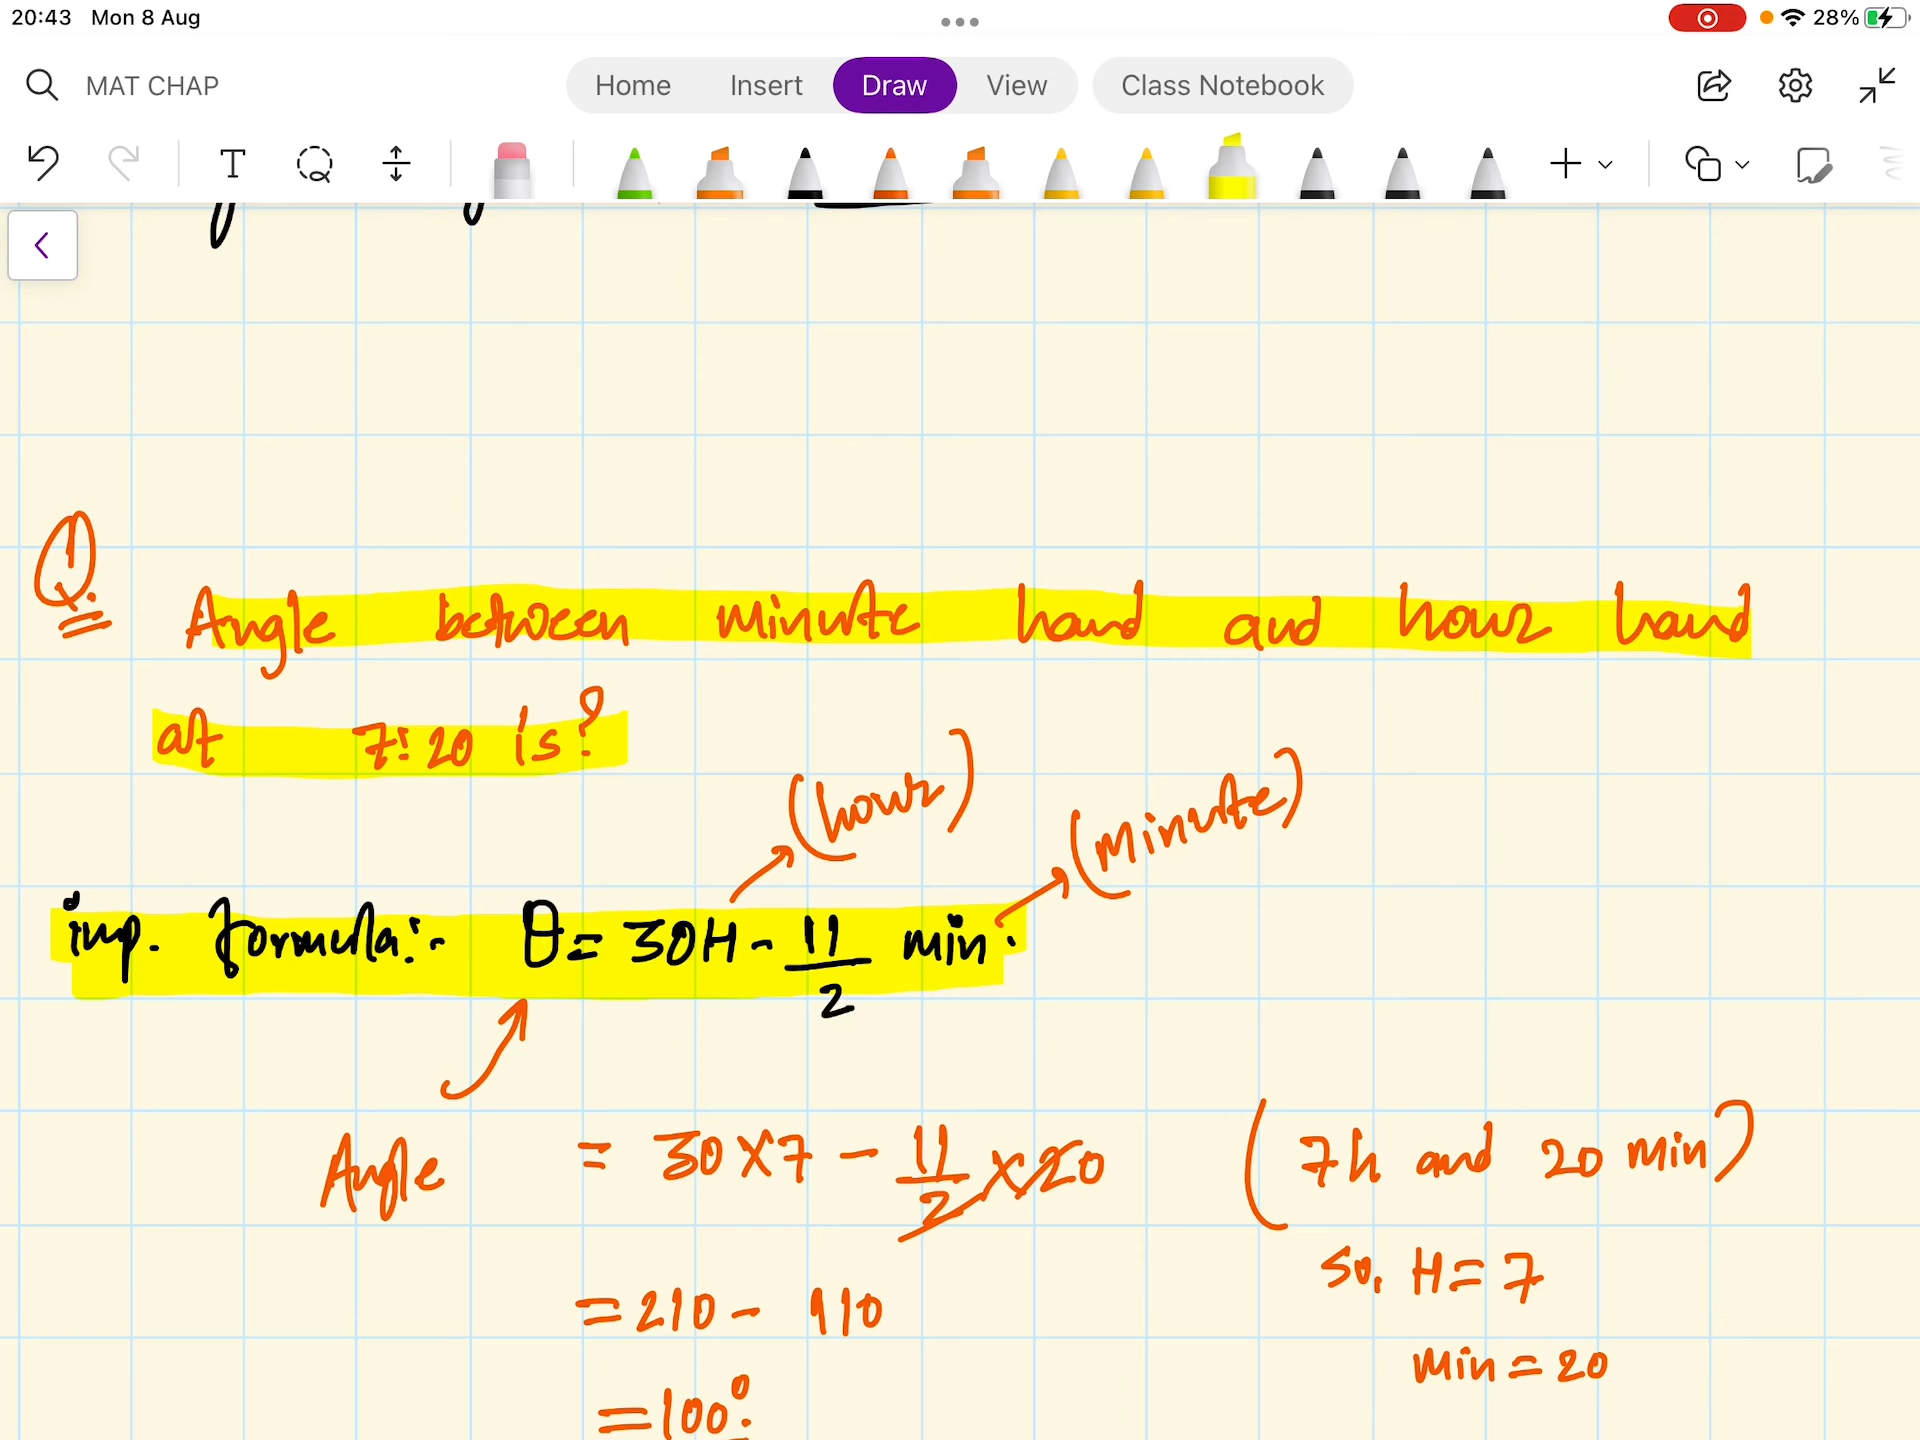 20:43 Mon 8 Aug
28%
MAT CHAP
Home Insert Draw View Class Notebook
T
Q. Angle between minute hand and hour hand
at 7:20 is?
(hour)
(minute)
imp. formula:- θ = 30H - 11/2 min.
Angle = 30 X 7 - 11/2 X 20 (7h and 20 min)
so, H = 7
= 210 - 110
min = 20
= 100°.